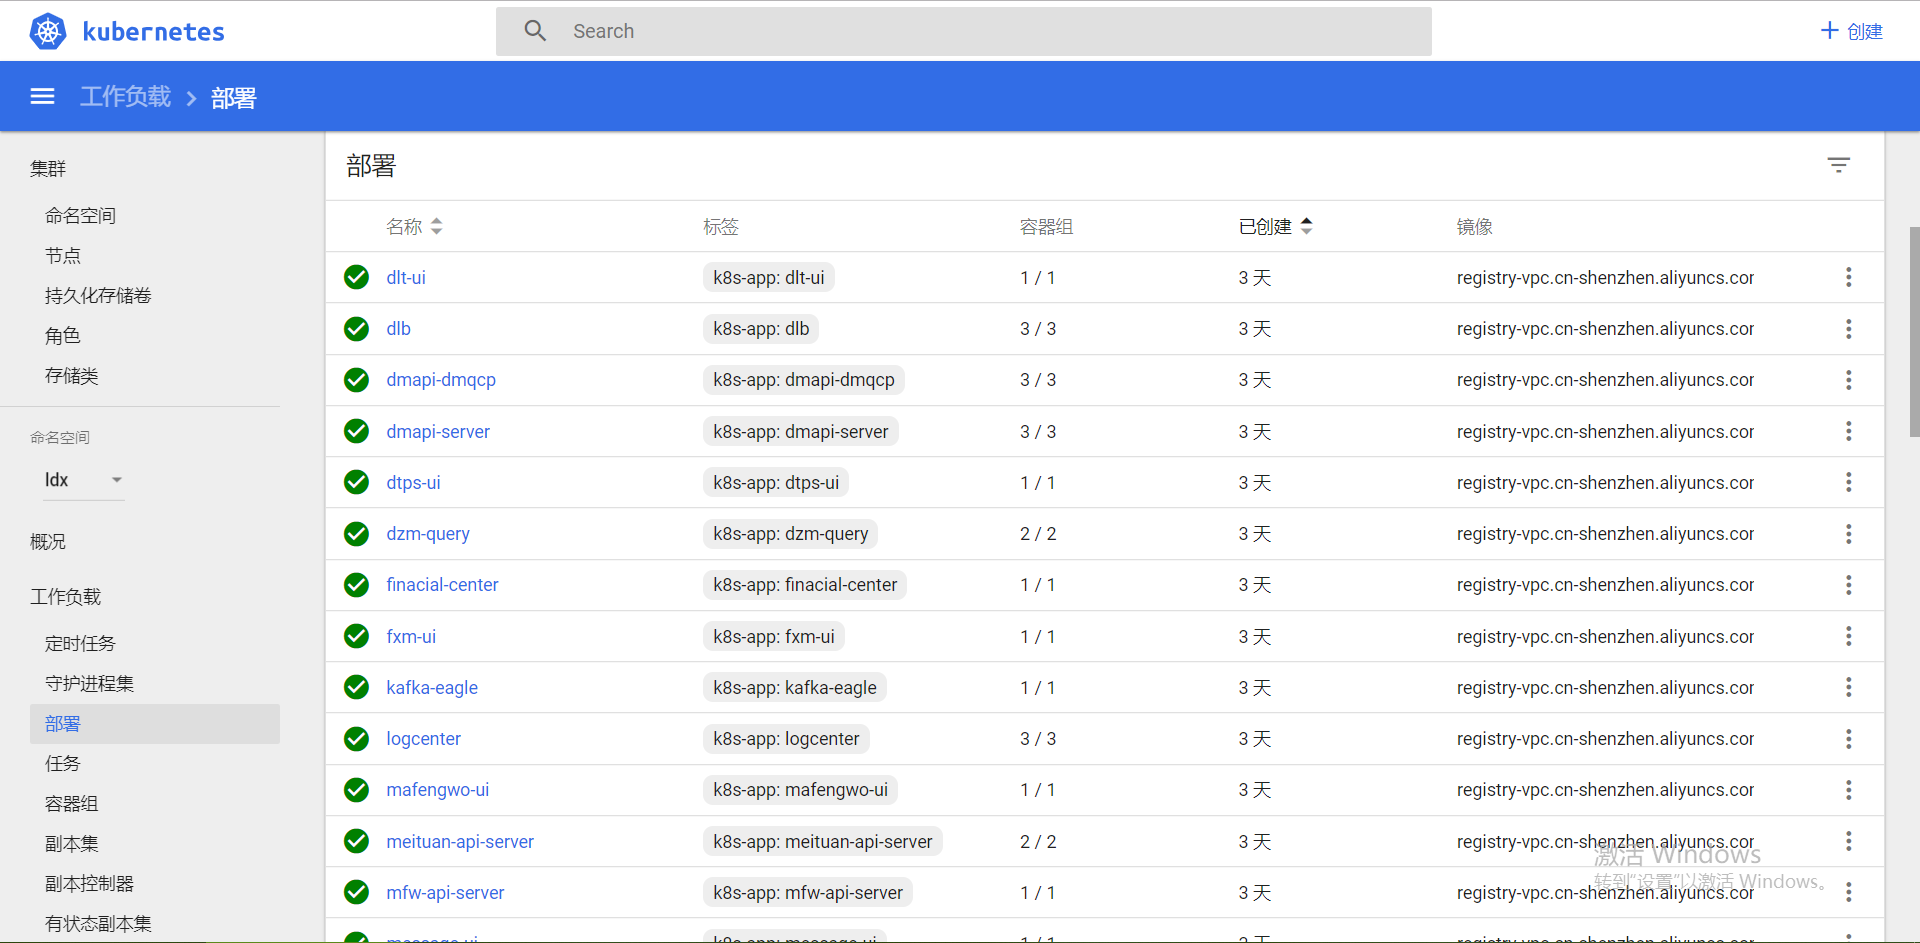 kubernetes
Search
创建
工作负载
部署
集群
命名空间
节点
持久化存储卷
角色
存储类
命名空间
ldx
概况
工作负载
定时任务
守护进程集
部署
任务
容器组
副本集
副本控制器
有状态副本集
部署
名称 标签 容器组 已创建 镜像
dlt-ui k8s-app: dlt-ui 1 / 1 3 天 registry-vpc.cn-shenzhen.aliyuncs.cor
dlb k8s-app: dlb 3 / 3 3 天 registry-vpc.cn-shenzhen.aliyuncs.cor
dmapi-dmqcp k8s-app: dmapi-dmqcp 3 / 3 3 天 registry-vpc.cn-shenzhen.aliyuncs.cor
dmapi-server k8s-app: dmapi-server 3 / 3 3 天 registry-vpc.cn-shenzhen.aliyuncs.cor
dtps-ui k8s-app: dtps-ui 1 / 1 3 天 registry-vpc.cn-shenzhen.aliyuncs.cor
dzm-query k8s-app: dzm-query 2 / 2 3 天 registry-vpc.cn-shenzhen.aliyuncs.cor
finacial-center k8s-app: finacial-center 1 / 1 3 天 registry-vpc.cn-shenzhen.aliyuncs.cor
fxm-ui k8s-app: fxm-ui 1 / 1 3 天 registry-vpc.cn-shenzhen.aliyuncs.cor
kafka-eagle k8s-app: kafka-eagle 1 / 1 3 天 registry-vpc.cn-shenzhen.aliyuncs.cor
logcenter k8s-app: logcenter 3 / 3 3 天 registry-vpc.cn-shenzhen.aliyuncs.cor
mafengwo-ui k8s-app: mafengwo-ui 1 / 1 3 天 registry-vpc.cn-shenzhen.aliyuncs.cor
meituan-api-server k8s-app: meituan-api-server 2 / 2 3 天 registry-vpc.cn-shenzhen.aliyuncs.cor
mfw-api-server k8s-app: mfw-api-server 1 / 1 3 天 registry-vpc.cn-shenzhen.aliyuncs.cor
激活 Windows
转到“设置”以激活 Windows。